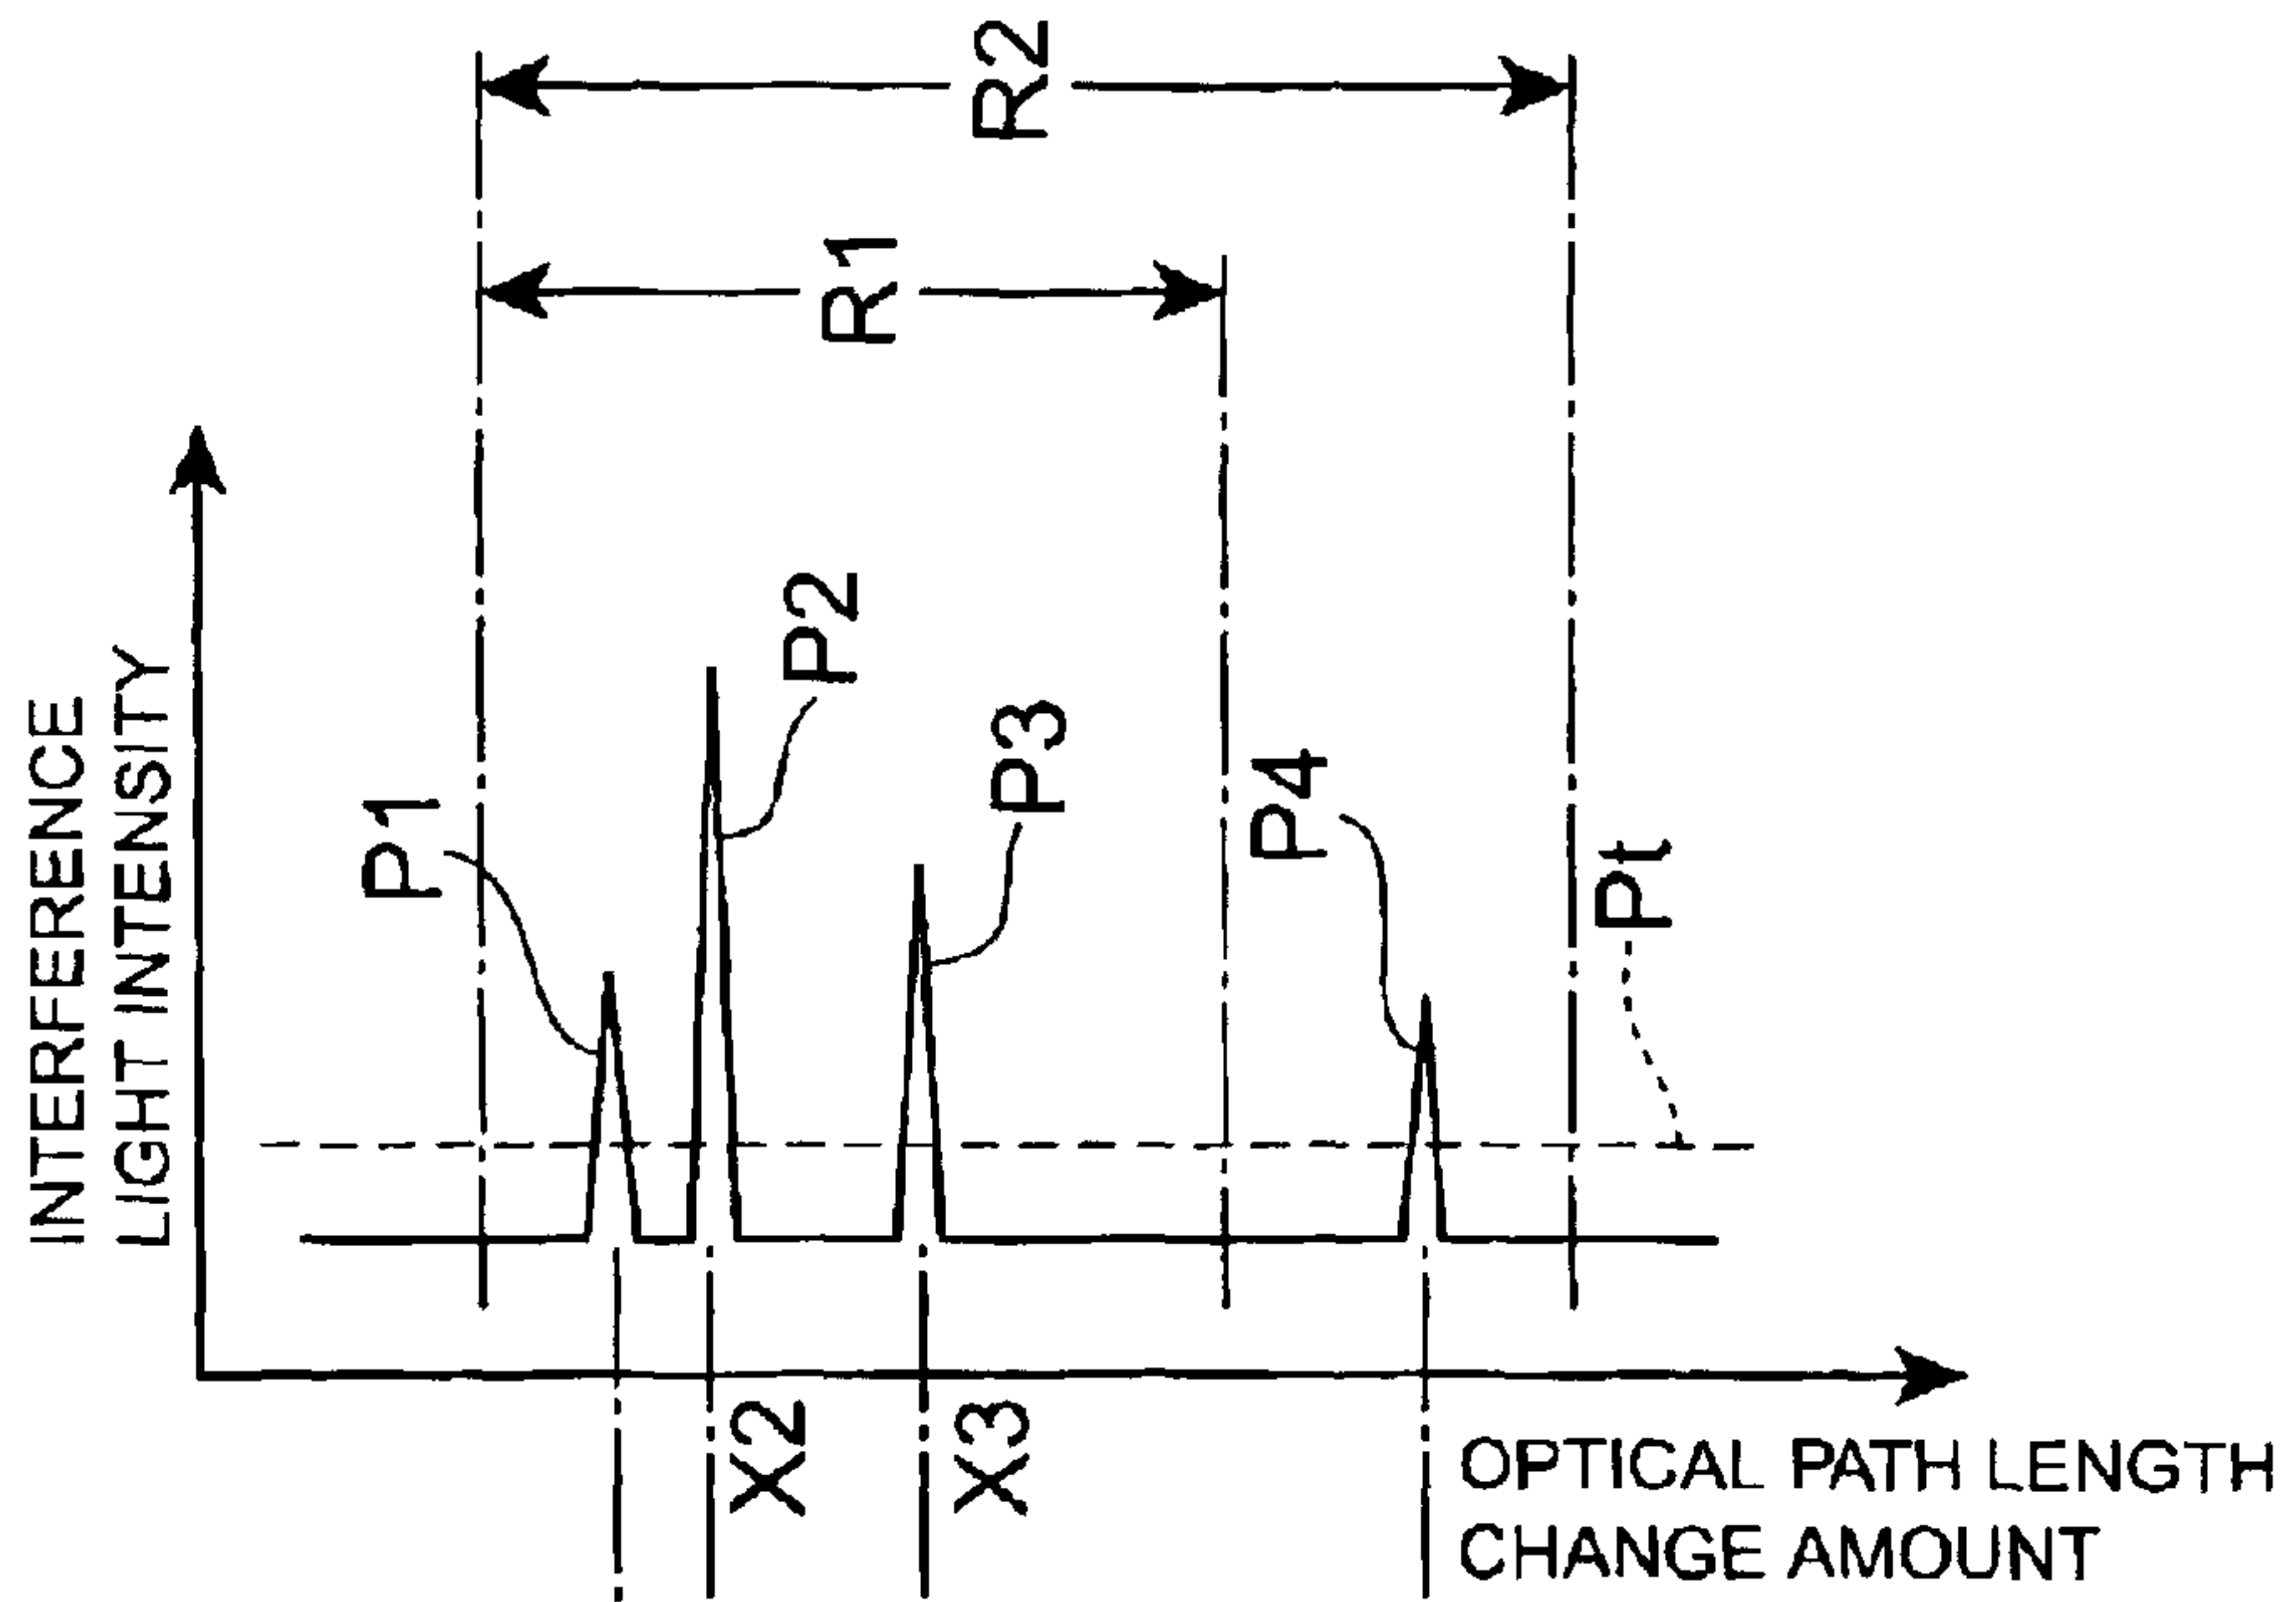 INTERFERENCE
LIGHT INTENSITY
R2
R1
P1
P2
P3
P4
Pt
X2
X3
OPTICAL PATH LENGTH
CHANGE AMOUNT